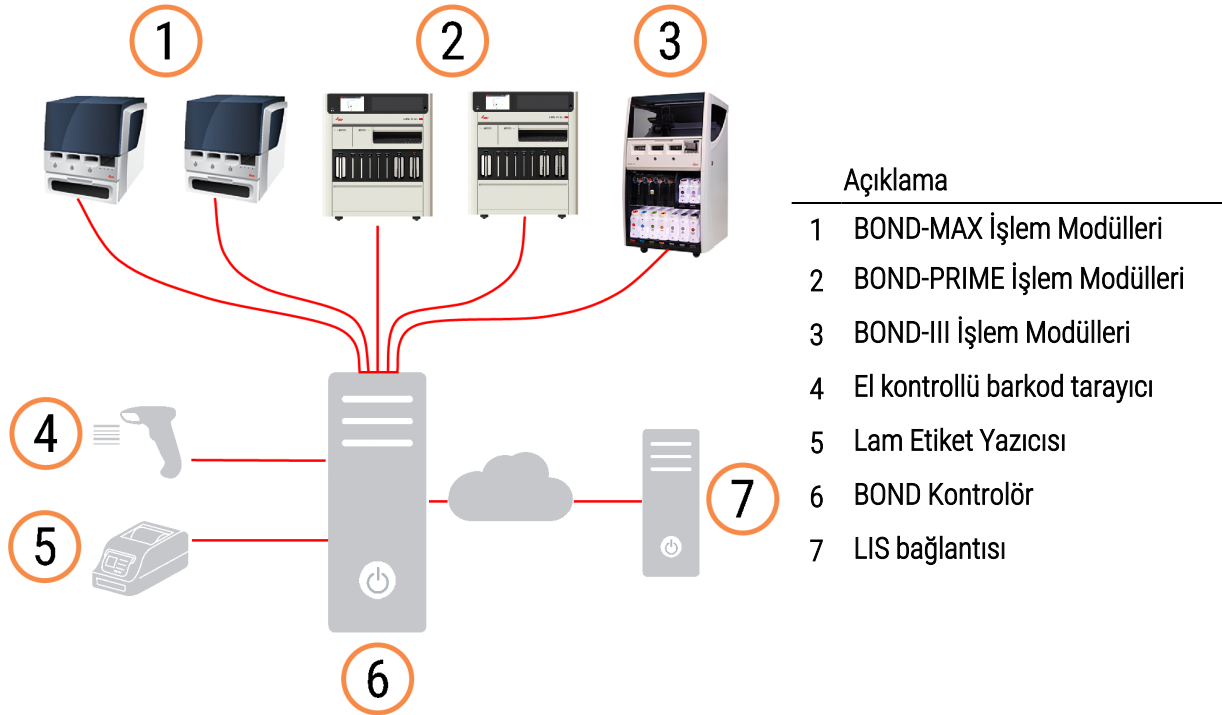 1
2
3
Açıklama
1 BOND-MAX İşlem Modülleri
2 BOND-PRIME İşlem Modülleri
3 BOND-III İşlem Modülleri
4 El kontrollü barkod tarayıcı
5 Lam Etiket Yazıcısı
6 BOND Kontrolör
7 LIS bağlantısı
4
5
7
6